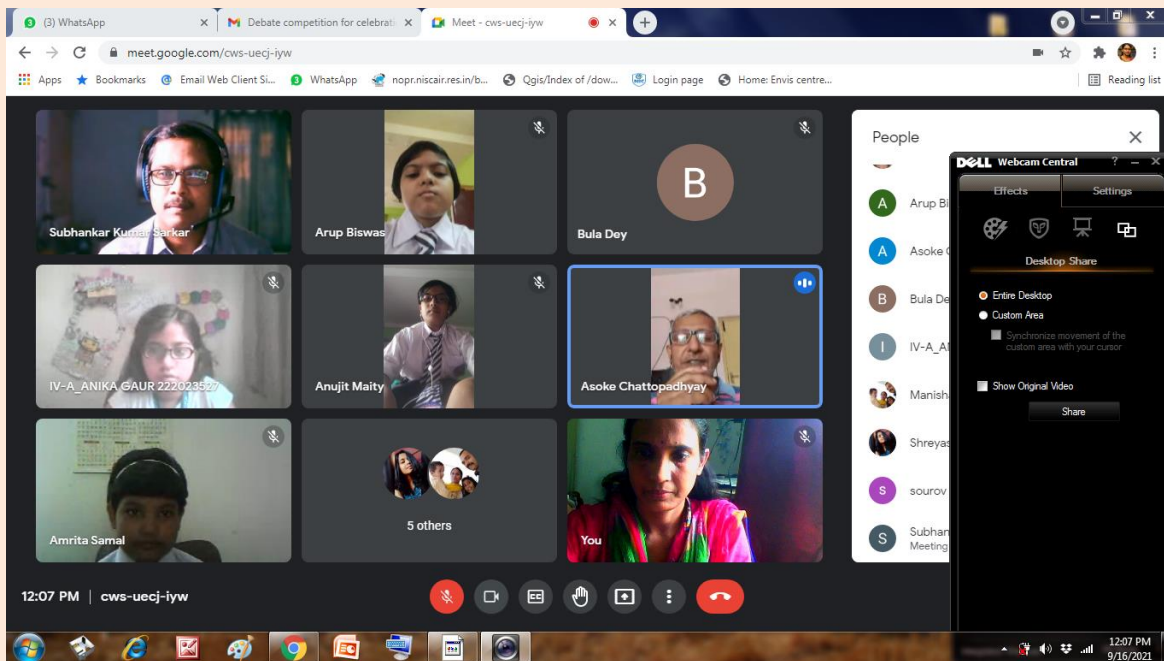 (3) WhatsApp
Debate competition for celebrati
Meet - cws-uecj-iyw
meet.google.com/cws-uecj-iyw
Apps
Bookmarks
Email Web Client Si...
WhatsApp
nopr.niscair.res.in/b...
Qgis/Index of /dow...
Login page
Home: Envis centre...
Reading list
Subhankar Kumar Sarkar
Arup Biswas
B
Bula Dey
IV-A_ANIKA GAUR 222023527
Anujit Maity
Asoke Chattopadhyay
Amrita Samal
5 others
You
People
A Arup Bi
A Asoke C
B Bula De
I IV-A_AN
Manish
Shreyas
s sourov
S Subhan
Meeting
DELL Webcam Central
Effects
Settings
Desktop Share
Entire Desktop
Custom Area
Synchronize movement of the
custom area with your cursor
Show Original Video
Share
12:07 PM | cws-uecj-iyw
12:07 PM
9/16/2021